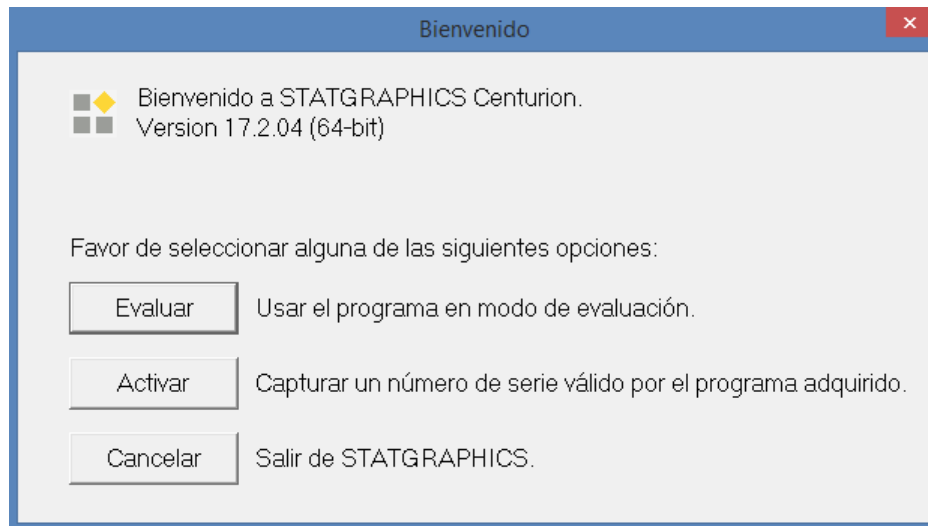 Bienvenido
Bienvenido a STATGRAPHICS Centurion.
Version 17.2.04 (64-bit)
Favor de seleccionar alguna de las siguientes opciones:
Evaluar Usar el programa en modo de evaluación.
Activar Capturar un número de serie válido por el programa adquirido.
Cancelar Salir de STATGRAPHICS.